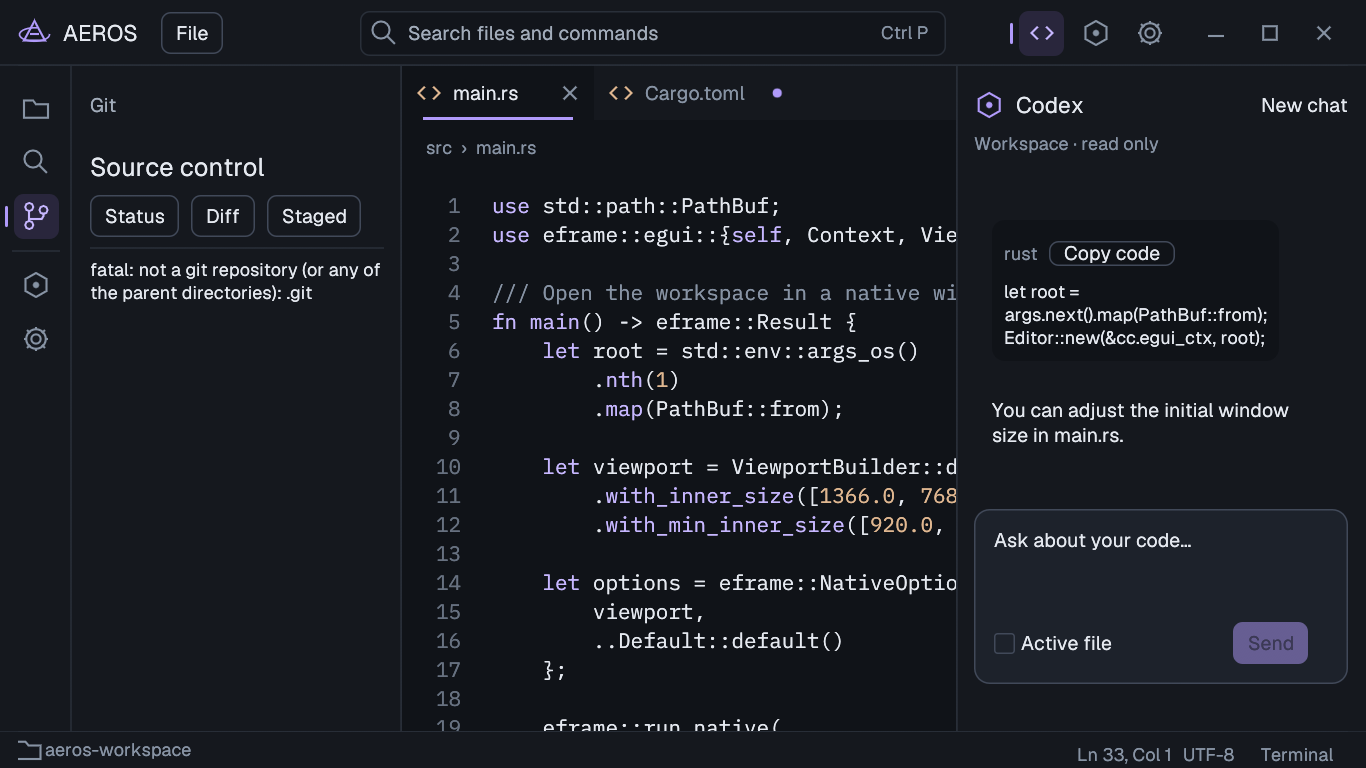 AEROS File Search files and commands Ctrl P
Git
Source control
Status Diff Staged
fatal: not a git repository (or any of
the parent directories): .git
main.rs Cargo.toml
src › main.rs
1 use std::path::PathBuf;
2 use eframe::egui::{self, Context, Vie
3
4 /// Open the workspace in a native wi
5 fn main() -> eframe::Result {
6     let root = std::env::args_os()
7         .nth(1)
8         .map(PathBuf::from);
9
10     let viewport = ViewportBuilder::d
11         .with_inner_size([1366.0, 768
12         .with_min_inner_size([920.0,
13
14     let options = eframe::NativeOptio
15         viewport,
16         ..Default::default()
17     };
18
19     eframe::run_native(
Codex New chat
Workspace · read only
rust Copy code
let root =
args.next().map(PathBuf::from);
Editor::new(&cc.egui_ctx, root);
You can adjust the initial window
size in main.rs.
Ask about your code…
Active file Send
aeros-workspace Ln 33, Col 1 UTF-8 Terminal